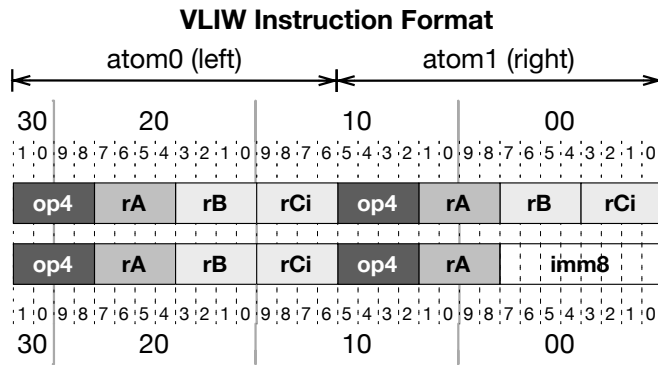 VLIW Instruction Format
atom0 (left) atom1 (right)
30 20 10 00
1 0 9 8 7 6 5 4 3 2 1 0 9 8 7 6 5 4 3 2 1 0 9 8 7 6 5 4 3 2 1 0
op4 rA rB rCi op4 rA rB rCi
op4 rA rB rCi op4 rA imm8
1 0 9 8 7 6 5 4 3 2 1 0 9 8 7 6 5 4 3 2 1 0 9 8 7 6 5 4 3 2 1 0
30 20 10 00